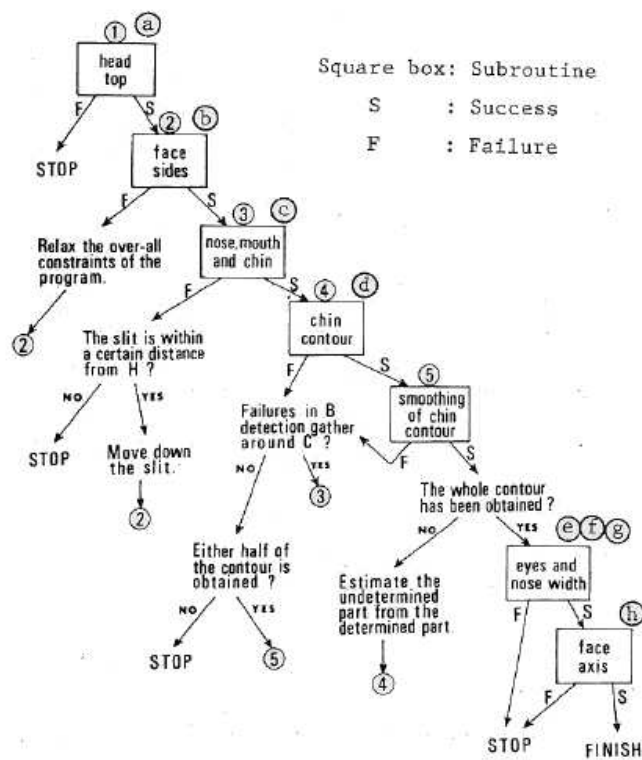 1 a
head
top
F S
STOP
Square box: Subroutine
S : Success
F : Failure
2 b
face
sides
F S
Relax the over-all
constraints of the
program.
2
3 c
nose, mouth
and chin
F S
The slit is within
a certain distance
from H ?
NO YES
STOP
Move down
the slit.
2
4 d
chin
contour
F S
Failures in B
detection gather
around C ?
NO YES
3
Either half of
the contour is
obtained ?
NO YES
STOP
5
5
smoothing
of chin
contour
F S
The whole contour
has been obtained ?
NO YES
Estimate the
undetermined
part from the
determined part.
4
e f g
eyes and
nose width
F S
h
face
axis
F S
STOP
FINISH